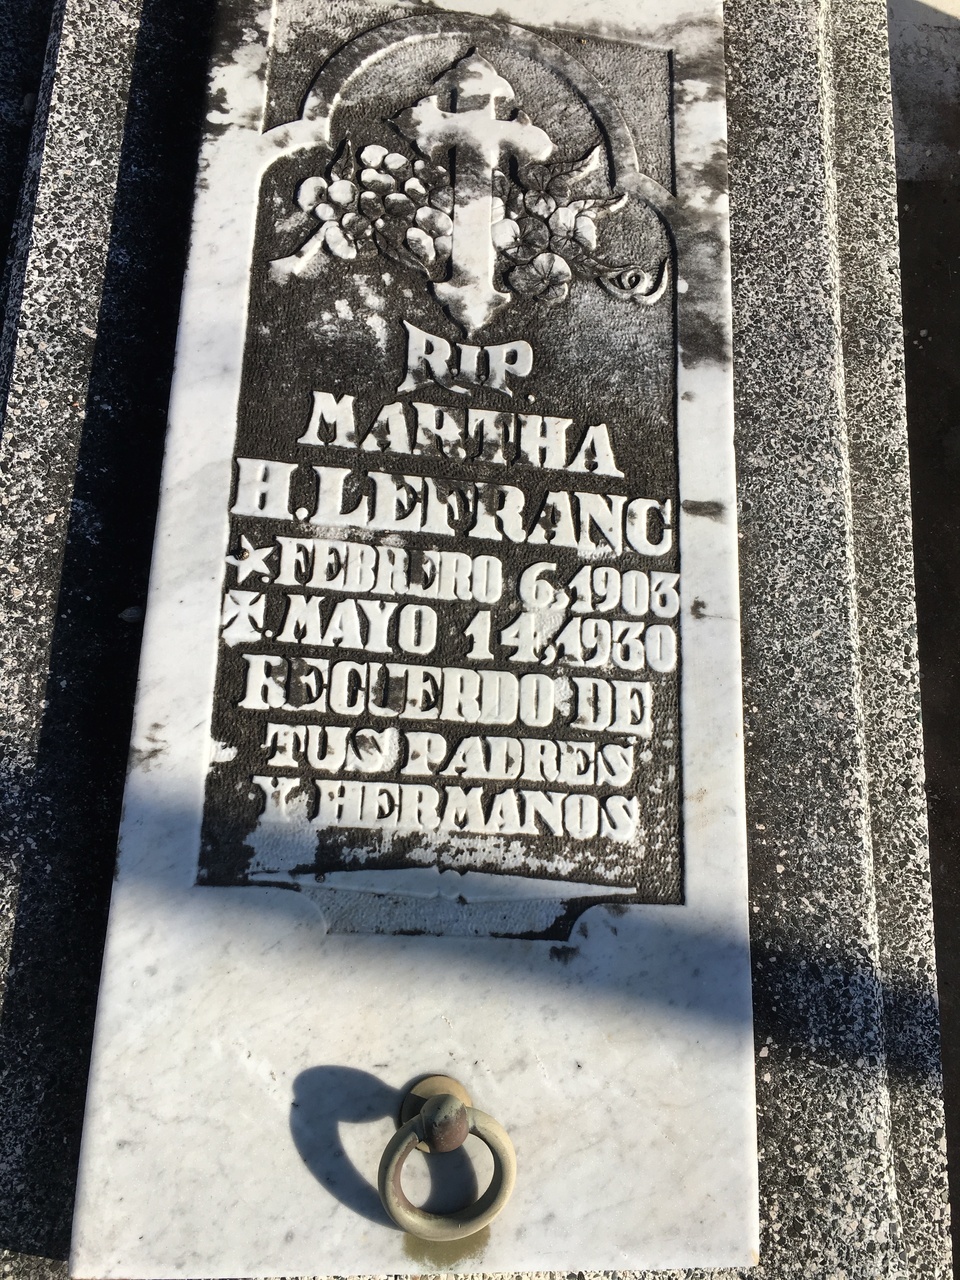 RIP.
MARTHA
H. LEFRANC
FEBRERO 6, 1903
MAYO 14, 1930
RECUERDO DE
TUS PADRES
Y HERMANOS